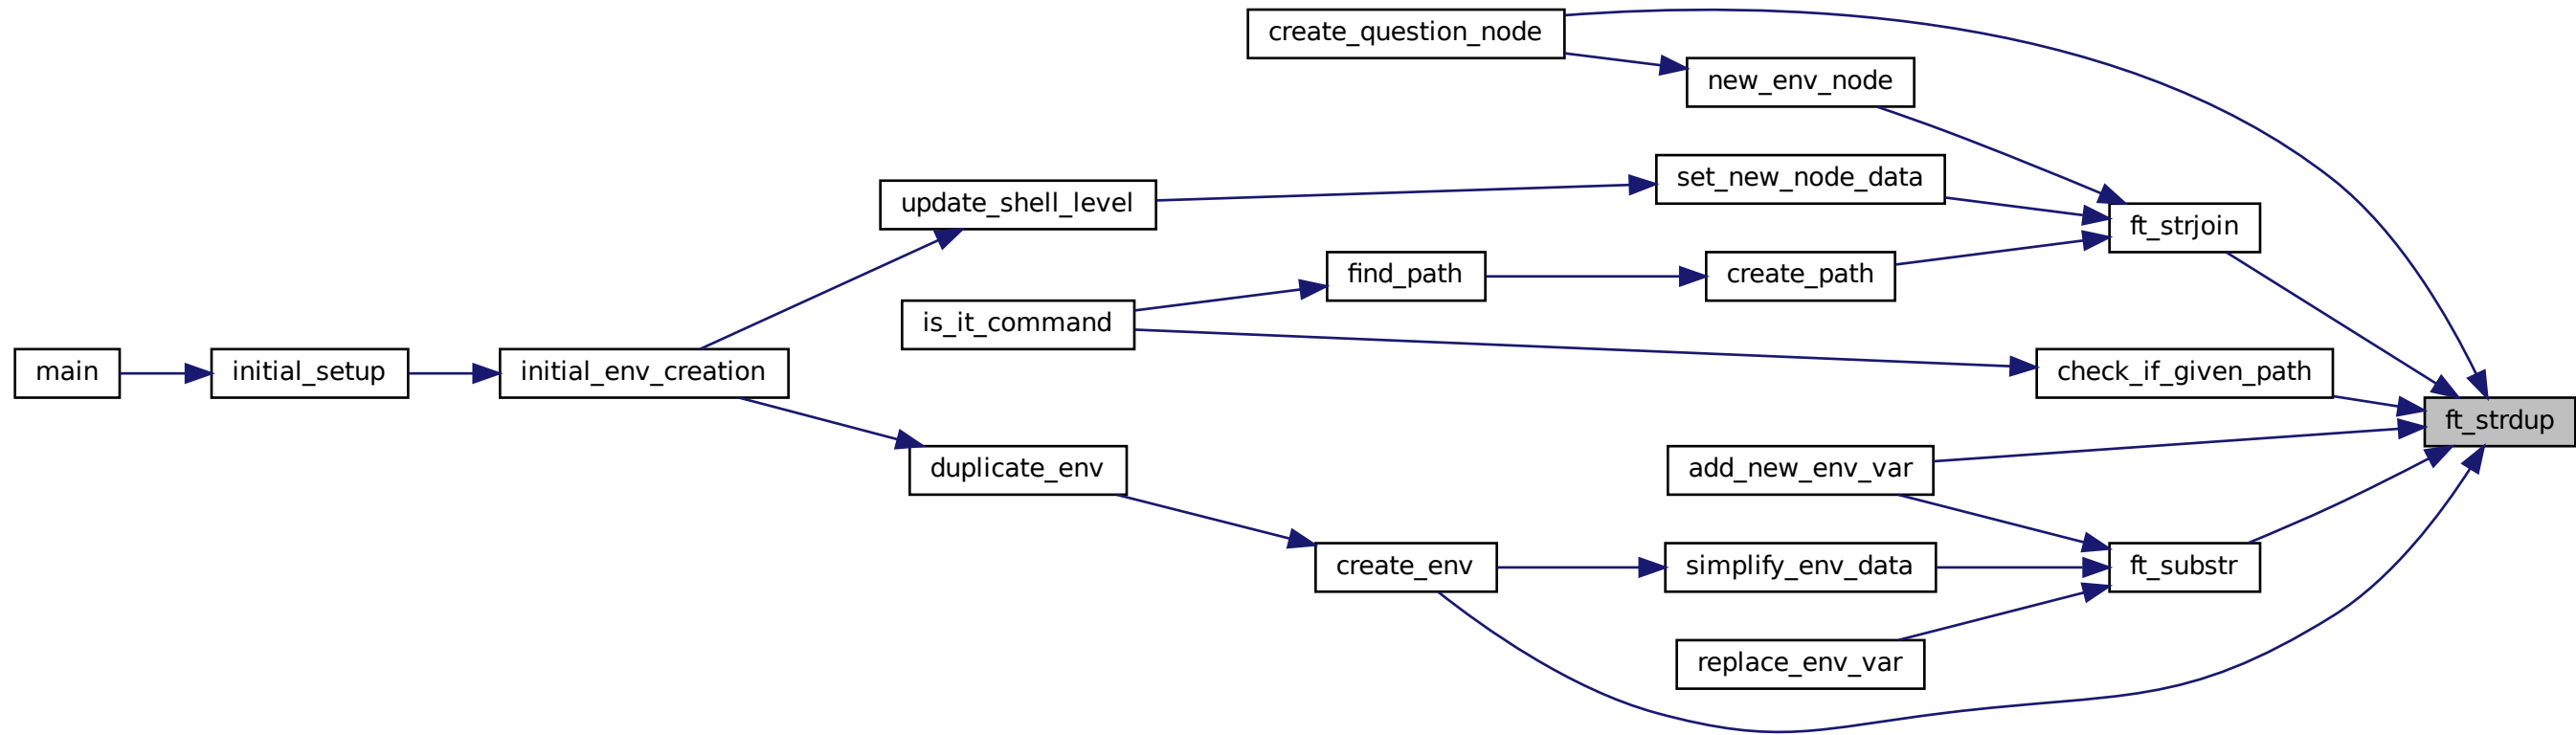 create_question_node
new_env_node
set_new_node_data
update_shell_level
ft_strjoin
find_path
create_path
is_it_command
main
initial_setup
initial_env_creation
check_if_given_path
ft_strdup
duplicate_env
add_new_env_var
create_env
simplify_env_data
ft_substr
replace_env_var